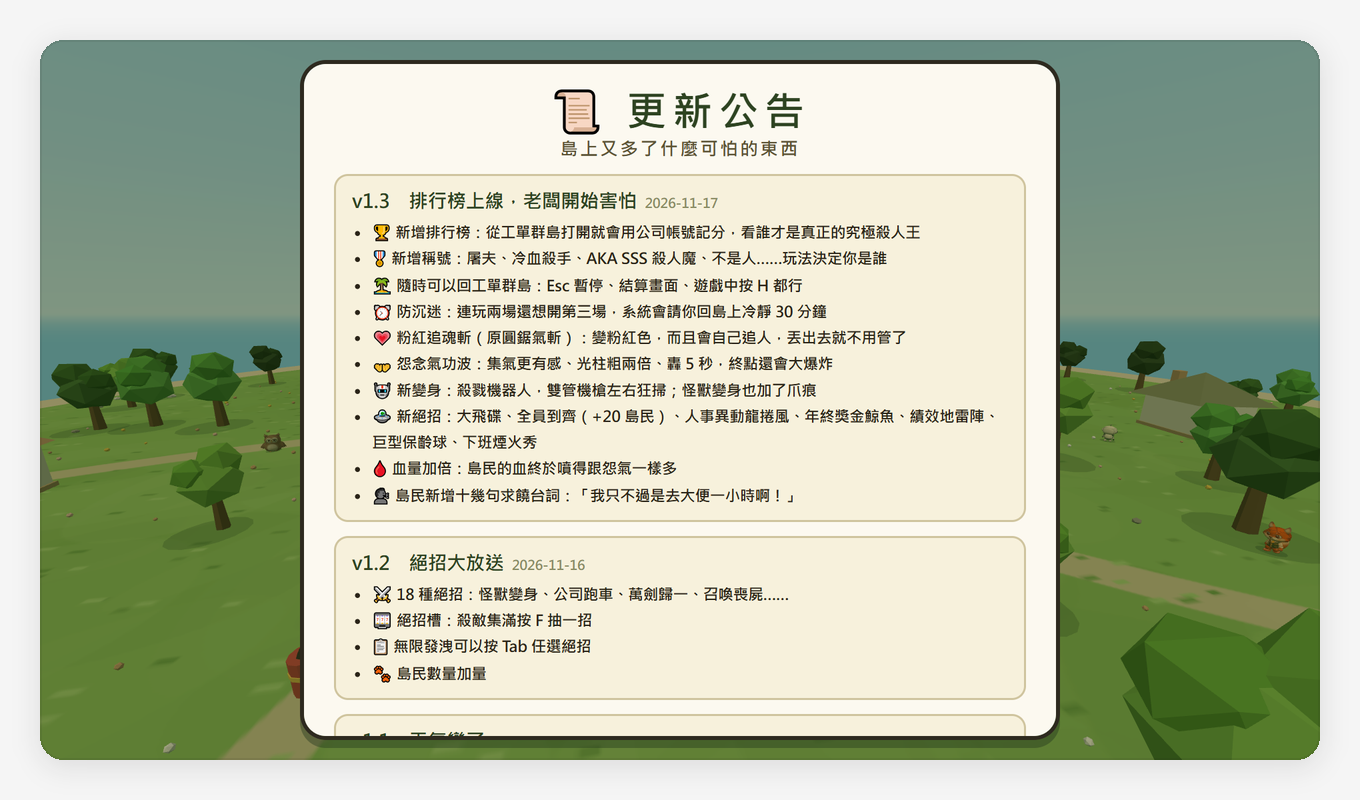 更新公告
島上又多了什麼可怕的東西
v1.3 排行榜上線，老闆開始害怕 2026-11-17
新增排行榜：從工單群島打開就會用公司帳號記分，看誰才是真正的究極殺人王
新增稱號：屠夫、冷血殺手、AKA SSS 殺人魔、不是人……玩法決定你是誰
隨時可以回工單群島：Esc 暫停、結算畫面、遊戲中按 H 都行
防沉迷：連玩兩場還想開第三場，系統會請你回島上冷靜 30 分鐘
粉紅追魂斬（原圓鋸氣斬）：變粉紅色，而且會自己追人，丟出去就不用管了
怨念氣功波：集氣更有感、光柱粗兩倍、轟 5 秒，終點還會大爆炸
新變身：殺戮機器人，雙管機槍左右狂掃；怪獸變身也加了爪痕
新絕招：大飛碟、全員到齊（+20 島民）、人事異動龍捲風、年終獎金鯨魚、績效地雷陣、
巨型保齡球、下班煙火秀
血量加倍：島民的血終於噴得跟怨氣一樣多
島民新增十幾句求饒台詞：「我只不過是去大便一小時啊！」
v1.2 絕招大放送 2026-11-16
18 種絕招：怪獸變身、公司跑車、萬劍歸一、召喚喪屍……
絕招槽：殺敵集滿按 F 抽一招
無限發洩可以按 Tab 任選絕招
島民數量加量